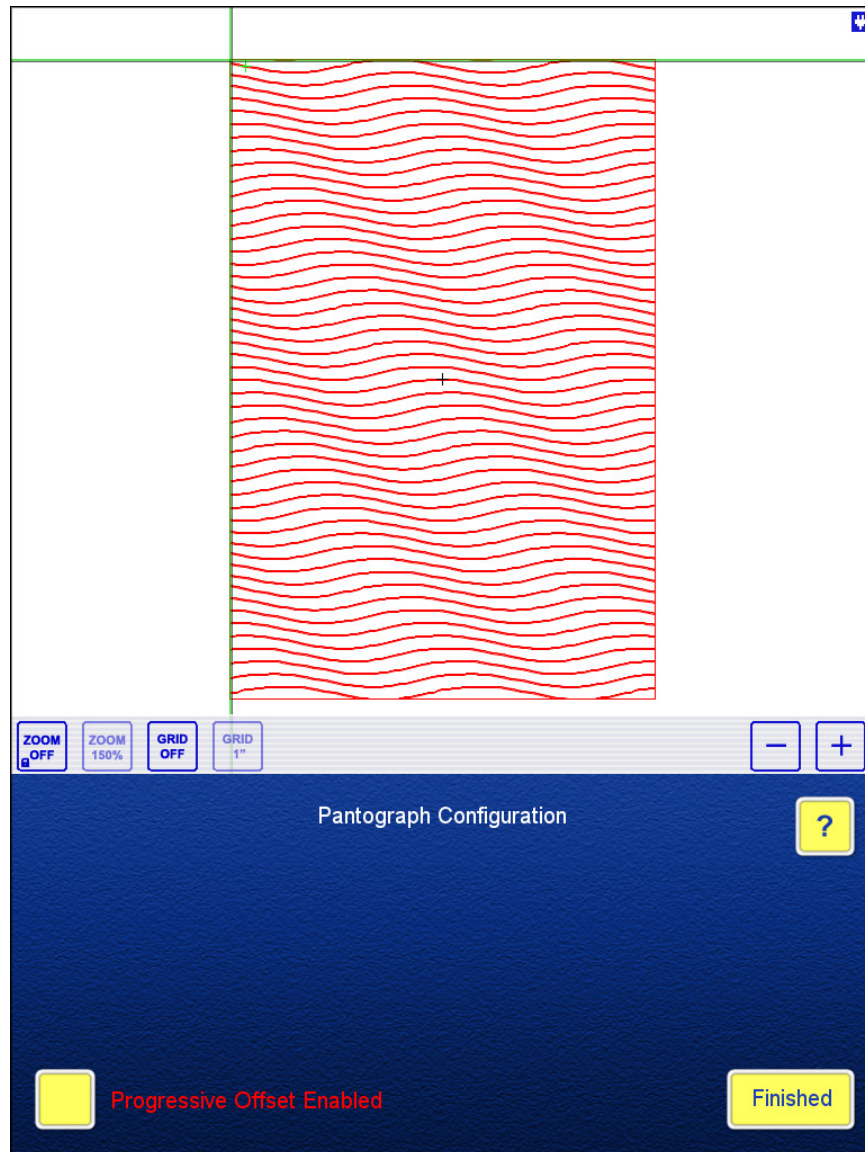 ZOOM
OFF
ZOOM
150%
GRID
OFF
GRID
1"
− +
Pantograph Configuration
?
Progressive Offset Enabled
Finished